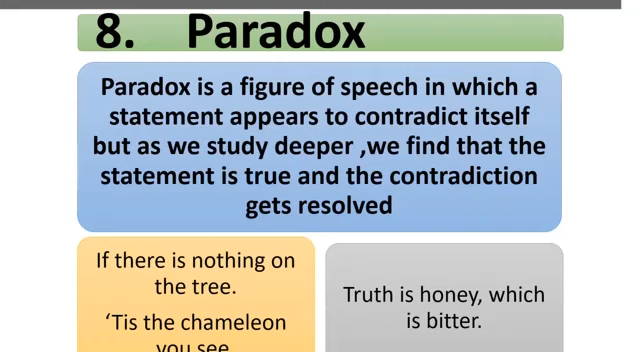 8. Paradox
Paradox is a figure of speech in which a
statement appears to contradict itself
but as we study deeper ,we find that the
statement is true and the contradiction
gets resolved
If there is nothing on
the tree.
‘Tis the chameleon
you see
Truth is honey, which
is bitter.